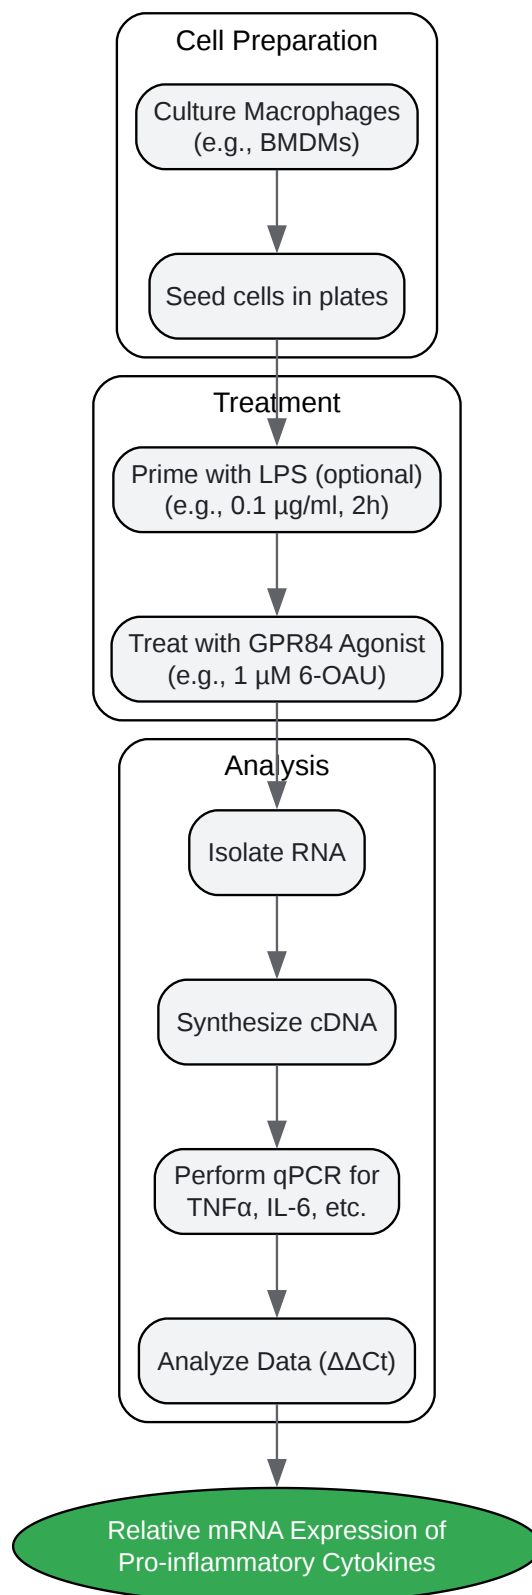 Cell Preparation
Culture Macrophages
(e.g., BMDMs)
Seed cells in plates
Treatment
Prime with LPS (optional)
(e.g., 0.1 µg/ml, 2h)
Treat with GPR84 Agonist
(e.g., 1 µM 6-OAU)
Analysis
Isolate RNA
Synthesize cDNA
Perform qPCR for
TNFα, IL-6, etc.
Analyze Data (ΔΔCt)
Relative mRNA Expression of
Pro-inflammatory Cytokines